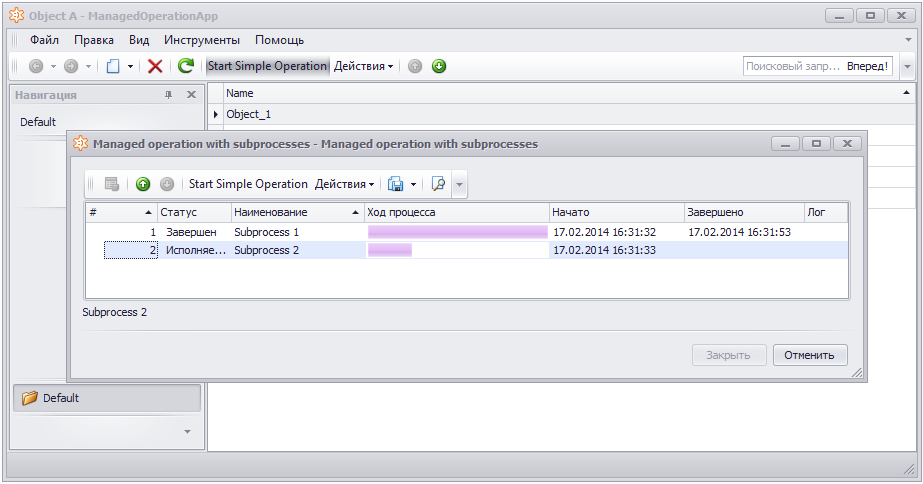 Object A - ManagedOperationApp
Файл Правка Вид Инструменты Помощь
Start Simple Operation Действия Поисковый запр... Вперед!
Навигация
Name
Default
Object_1
Managed operation with subprocesses - Managed operation with subprocesses
Start Simple Operation Действия
# Статус Наименование Ход процесса Начато Завершено Лог
1 Завершен Subprocess 1 17.02.2014 16:31:32 17.02.2014 16:31:53
2 Исполняе... Subprocess 2 17.02.2014 16:31:33
Subprocess 2
Закрыть Отменить
Default